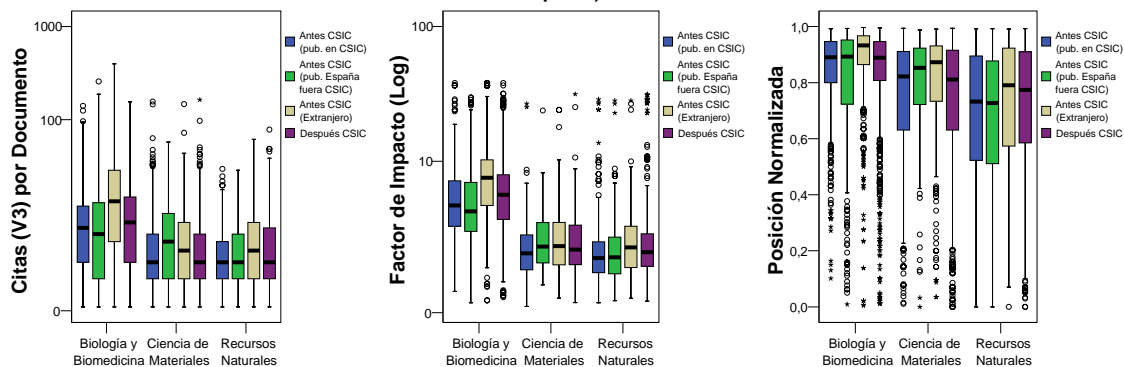 Citas (V3) por Documento
1000
100
0
Biología y
Biomedicina
Ciencia de
Materiales
Recursos
Naturales
Antes CSIC
(pub. en CSIC)
Antes CSIC
(pub. España
fuera CSIC)
Antes CSIC
(Extranjero)
Después CSIC
Factor de Impacto (Log)
100
10
0
Biología y
Biomedicina
Ciencia de
Materiales
Recursos
Naturales
Antes CSIC
(pub. en CSIC)
Antes CSIC
(pub. España
fuera CSIC)
Antes CSIC
(Extranjero)
Después CSIC
Posición Normalizada
1,0
0,8
0,6
0,4
0,2
0,0
Biología y
Biomedicina
Ciencia de
Materiales
Recursos
Naturales
Antes CSIC
(pub. en CSIC)
Antes CSIC
(pub. España
fuera CSIC)
Antes CSIC
(Extranjero)
Después CSIC